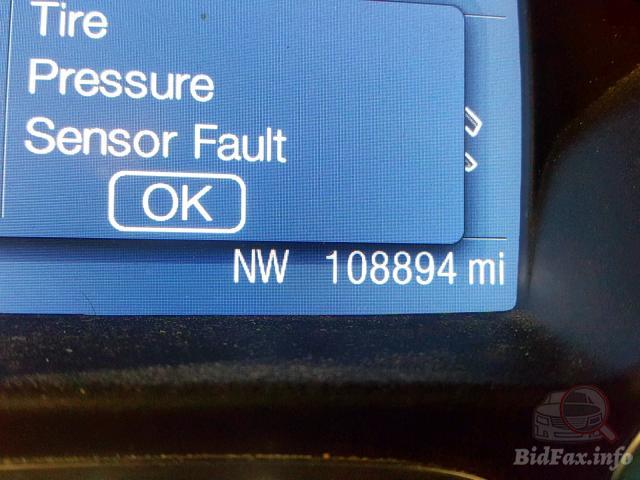 Tire
Pressure
Sensor Fault
OK
NW 108894 mi
BidFax.info